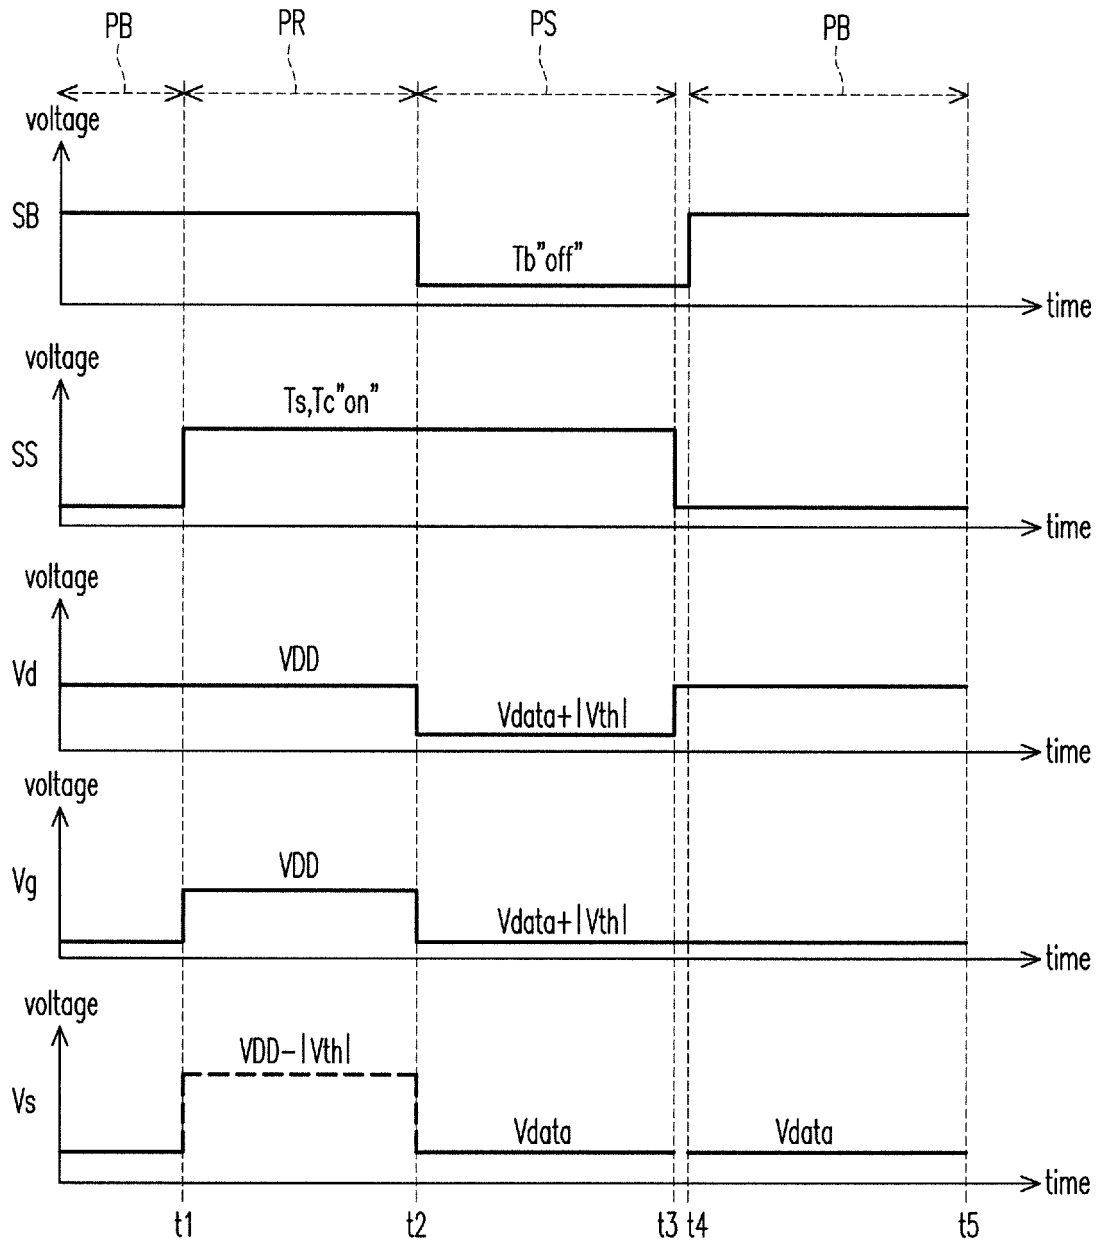 PB PR PS PB
voltage
SB
Tb"off"
time
voltage
Ts,Tc"on"
SS
time
voltage
VDD
Vd
Vdata+|Vth|
time
voltage
VDD
Vg
Vdata+|Vth|
time
voltage
VDD-|Vth|
Vs
Vdata Vdata
time
t1 t2 t3 t4 t5